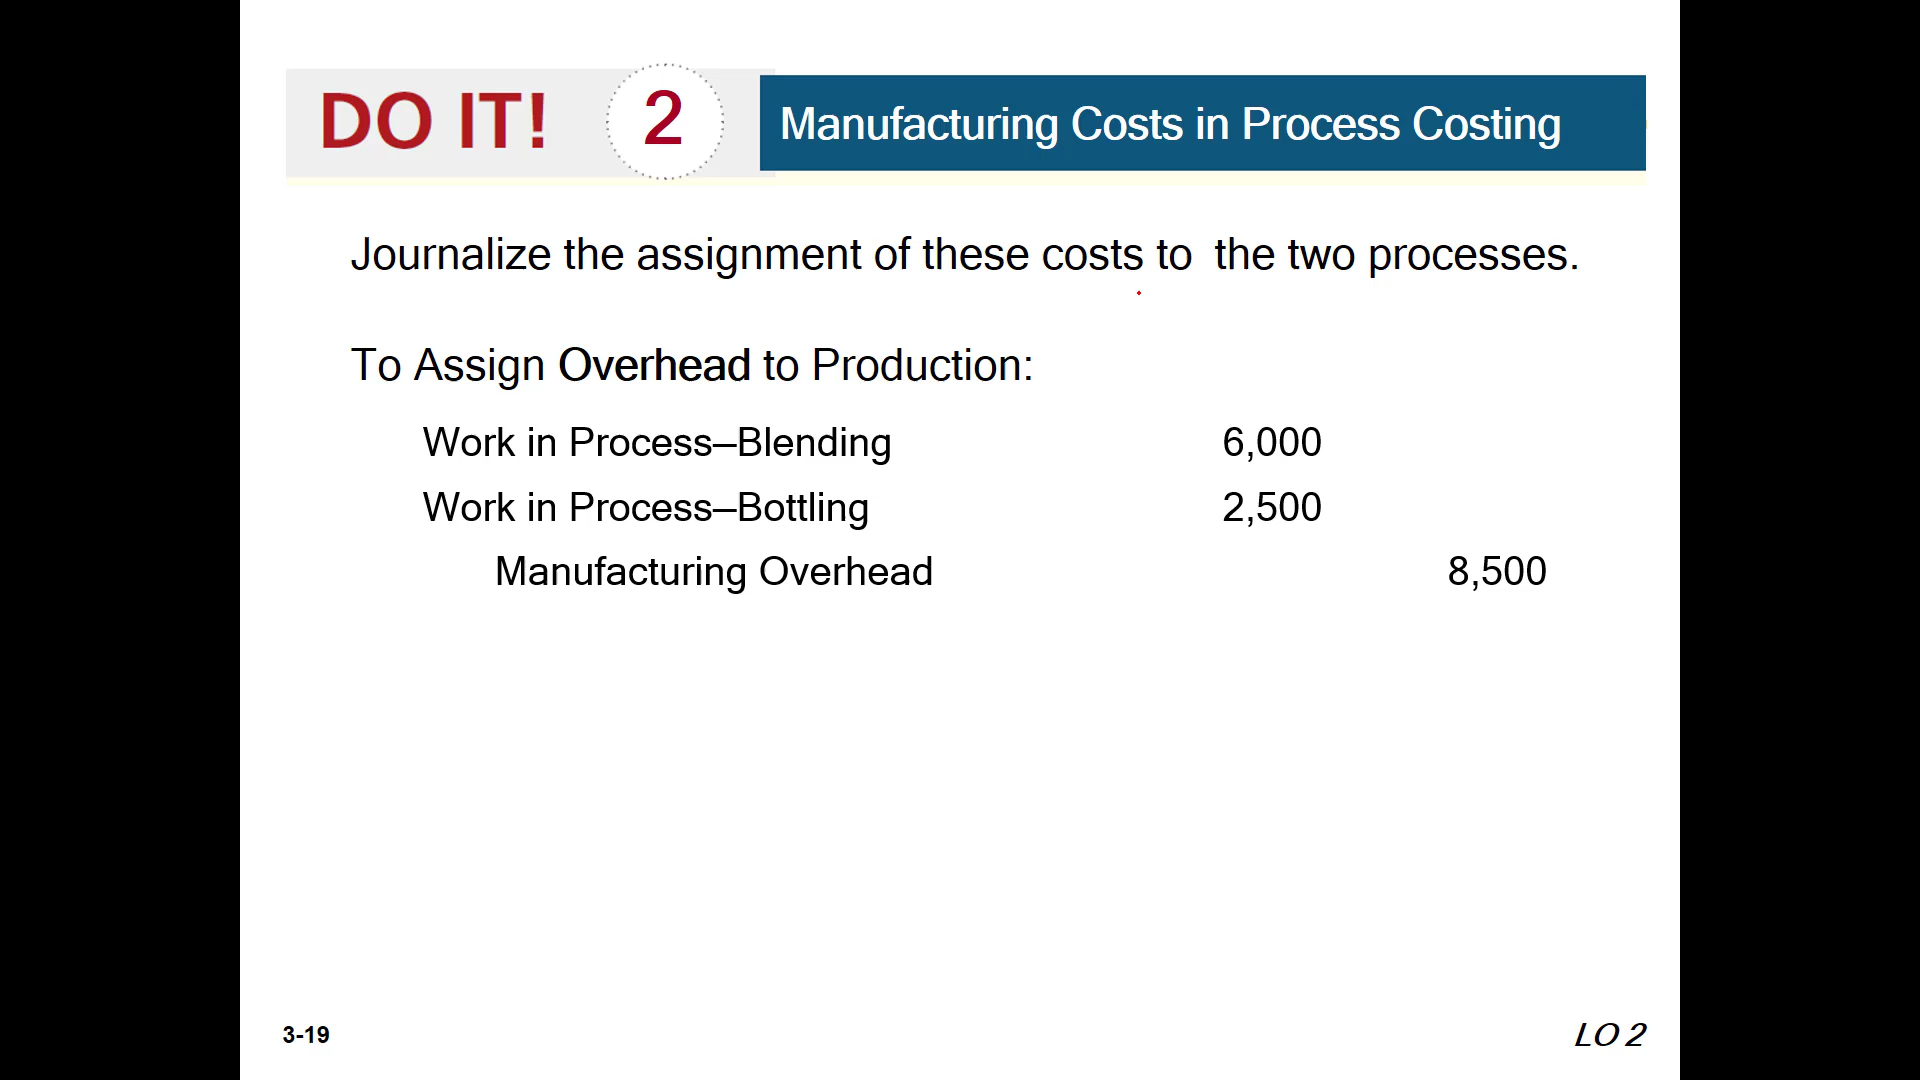 DO IT! 2 Manufacturing Costs in Process Costing
Journalize the assignment of these costs to the two processes.
To Assign Overhead to Production:
Work in Process—Blending 6,000
Work in Process—Bottling 2,500
Manufacturing Overhead 8,500
3-19 LO 2